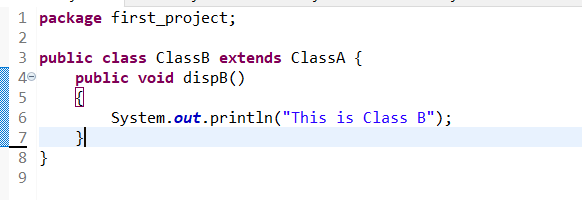 1 package first_project;
2
3 public class ClassB extends ClassA {
4 public void dispB()
5 {
6 System.out.println("This is Class B");
7 }
8 }
9